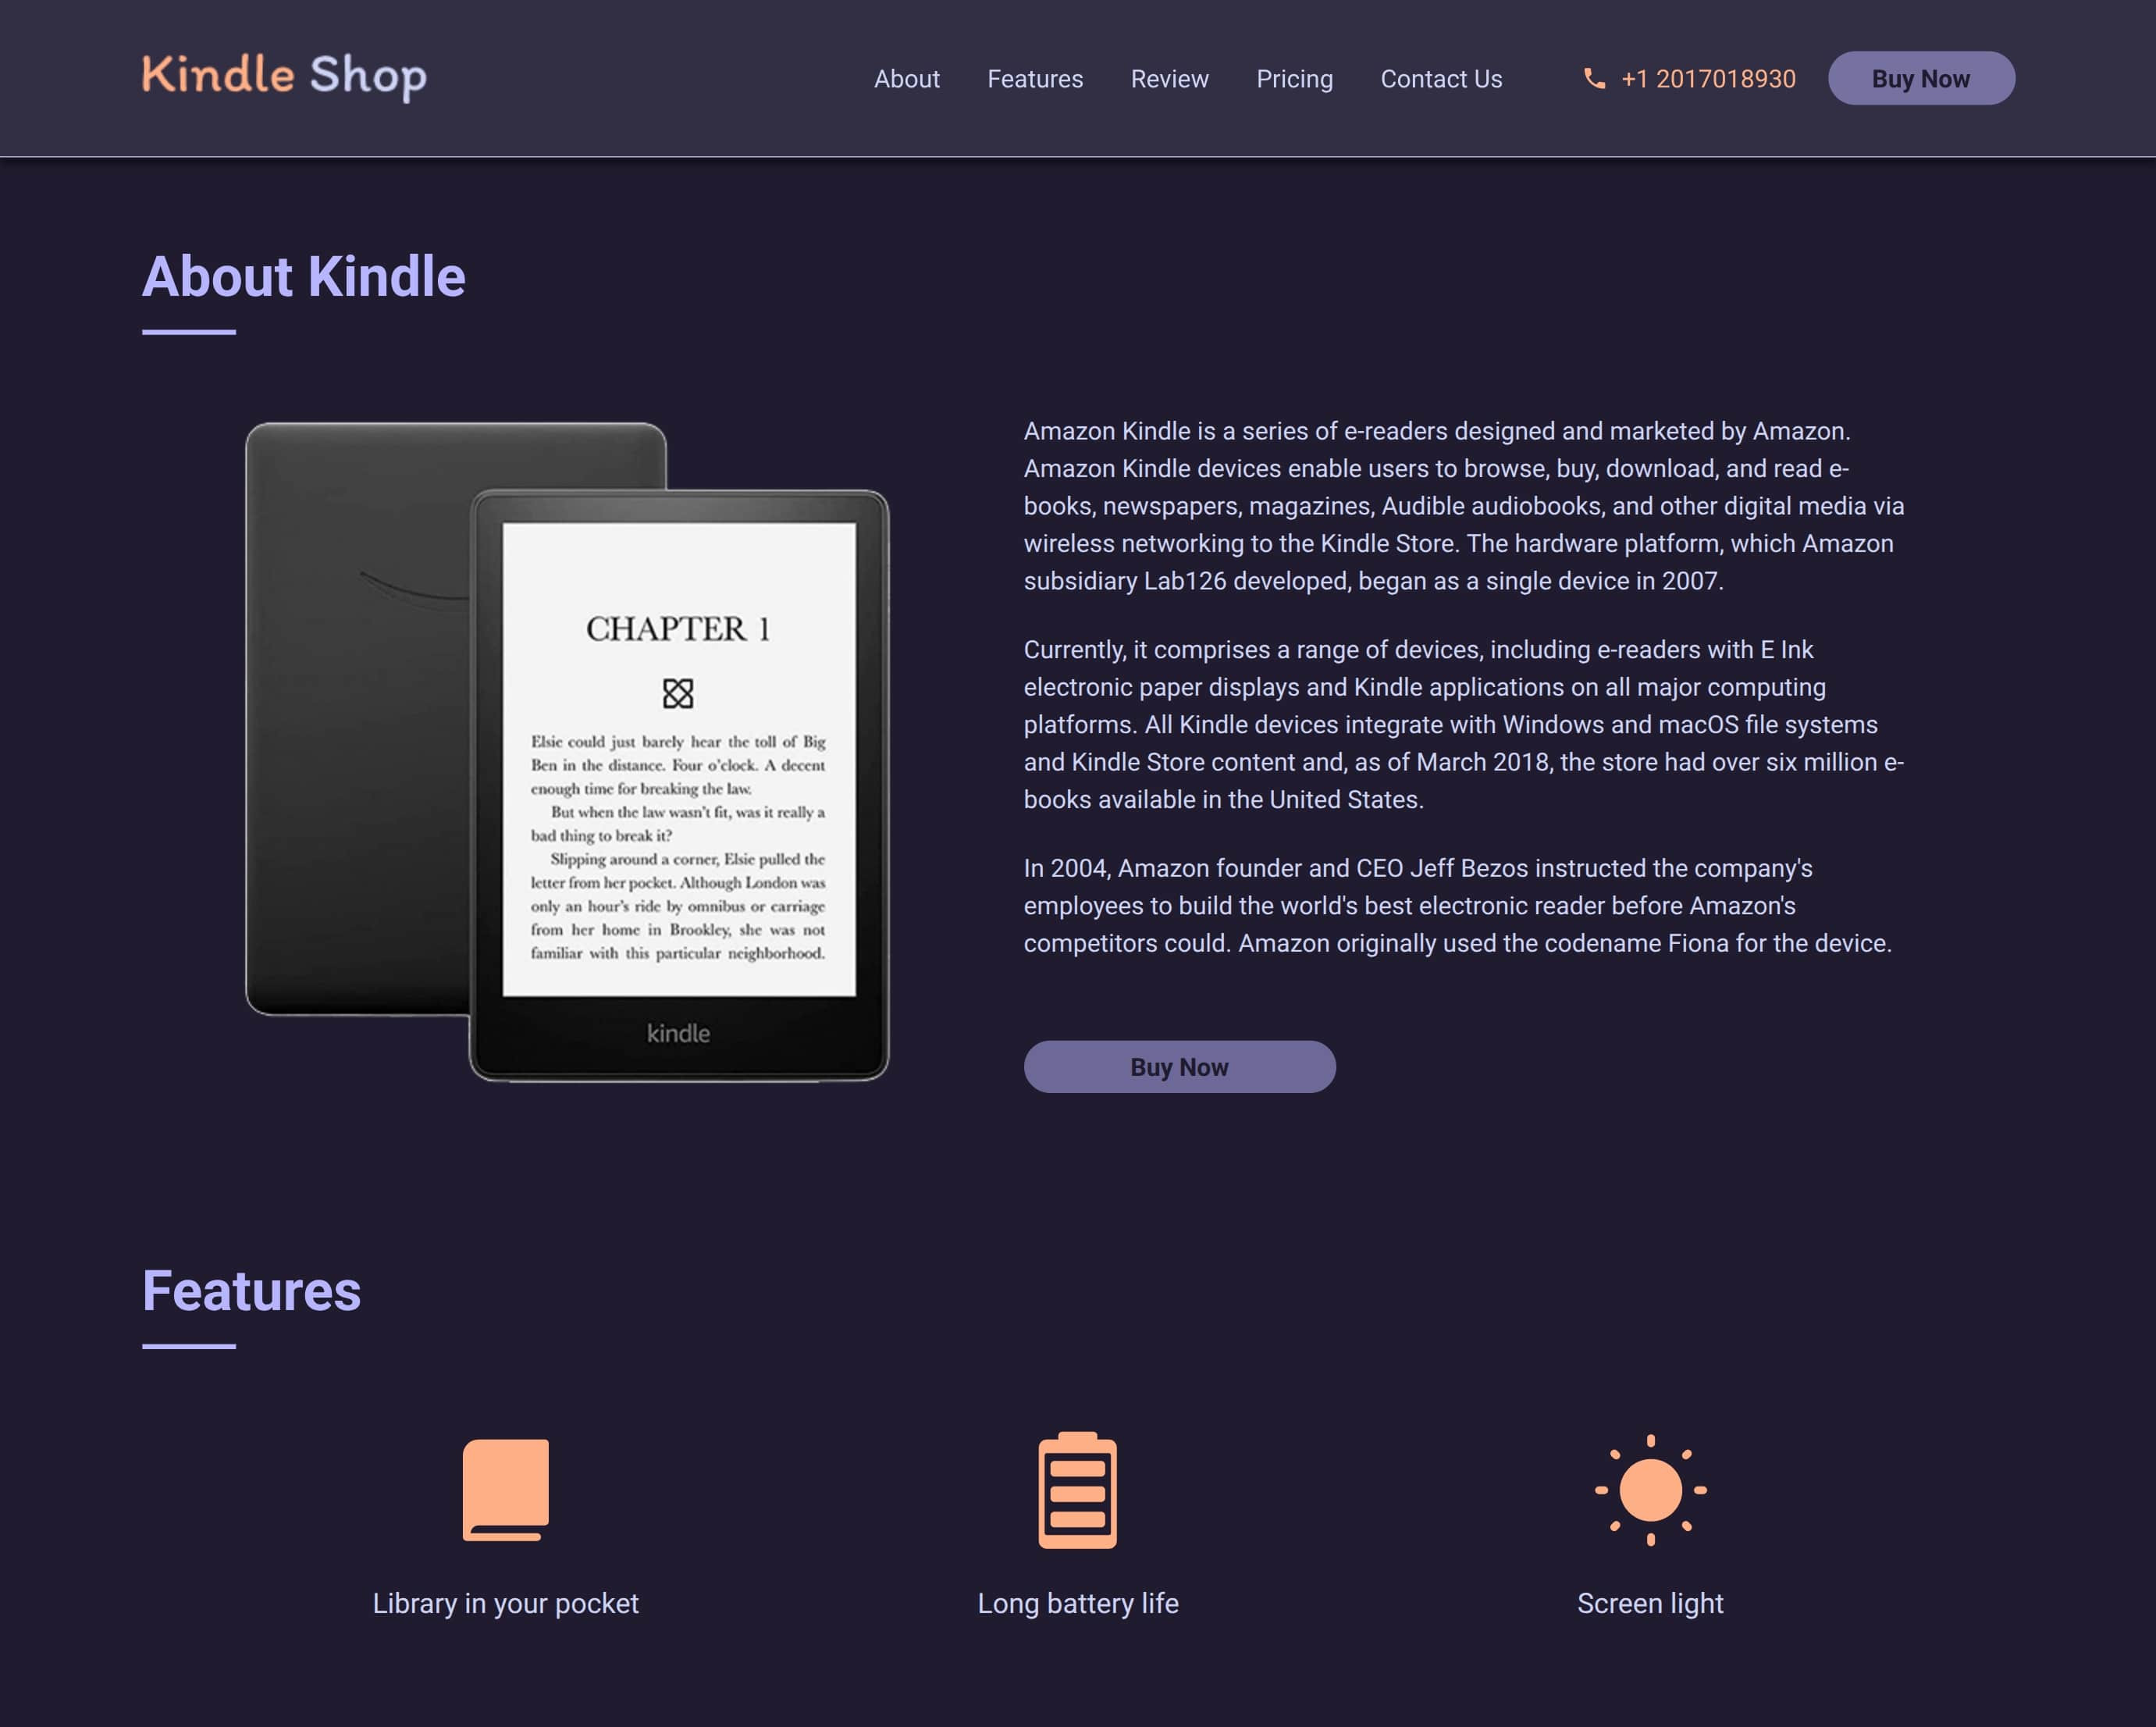 Kindle Shop
About Features Review Pricing Contact Us +1 2017018930 Buy Now
About Kindle
CHAPTER 1
Elsie could just barely hear the toll of Big
Ben in the distance. Four o'clock. A decent
enough time for breaking the law.
But when the law wasn't fit, was it really a
bad thing to break it?
Slipping around a corner, Elsie pulled the
letter from her pocket. Although London was
only an hour's ride by omnibus or carriage
from her home in Brookley, she was not
familiar with this particular neighborhood.
kindle
Amazon Kindle is a series of e-readers designed and marketed by Amazon.
Amazon Kindle devices enable users to browse, buy, download, and read e-
books, newspapers, magazines, Audible audiobooks, and other digital media via
wireless networking to the Kindle Store. The hardware platform, which Amazon
subsidiary Lab126 developed, began as a single device in 2007.
Currently, it comprises a range of devices, including e-readers with E Ink
electronic paper displays and Kindle applications on all major computing
platforms. All Kindle devices integrate with Windows and macOS file systems
and Kindle Store content and, as of March 2018, the store had over six million e-
books available in the United States.
In 2004, Amazon founder and CEO Jeff Bezos instructed the company's
employees to build the world's best electronic reader before Amazon's
competitors could. Amazon originally used the codename Fiona for the device.
Buy Now
Features
Library in your pocket
Long battery life
Screen light